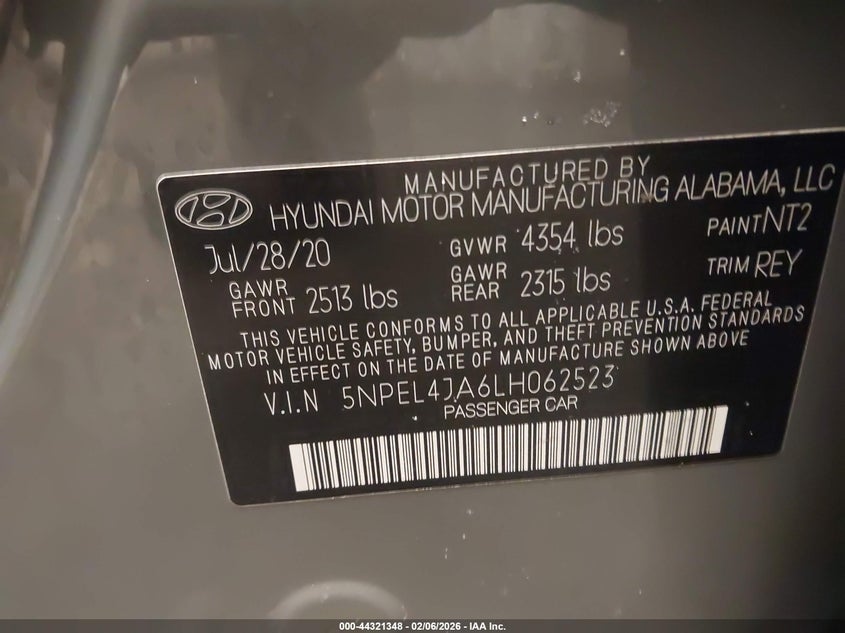 MANUFACTURED BY
HYUNDAI MOTOR MANUFACTURING ALABAMA, LLC
Jul/28/20 GVWR 4354 lbs PAINT NT2
GAWR FRONT 2513 lbs GAWR REAR 2315 lbs TRIM REY
THIS VEHICLE CONFORMS TO ALL APPLICABLE U.S.A. FEDERAL
MOTOR VEHICLE SAFETY, BUMPER, AND THEFT PREVENTION STANDARDS
IN EFFECT ON THE DATE OF MANUFACTURE SHOWN ABOVE
V.I.N 5NPEL4JA6LH062523
PASSENGER CAR
000-44321348 - 02/06/2026 - IAA Inc.